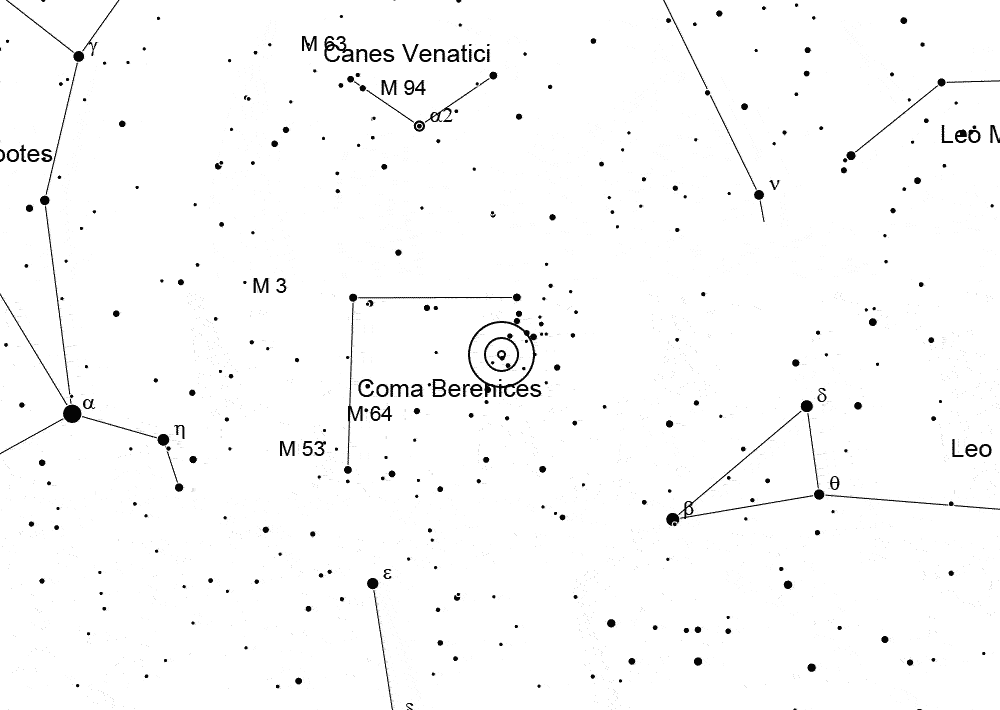 γ
M 63
Canes Venatici
M 94
α2
ootes
Leo M
ν
M 3
Coma Berenices
α
M 64
δ
η
M 53
Leo
θ
β
ε
δ